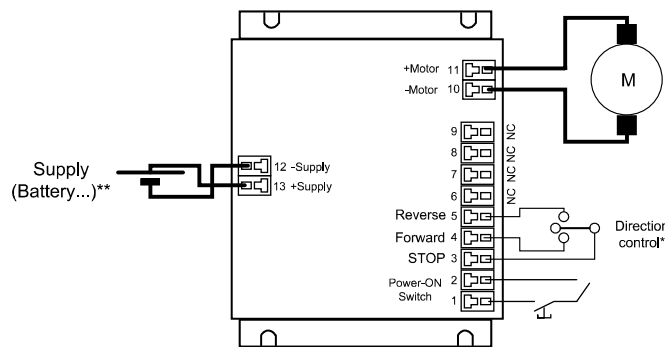 +Motor 11
-Motor 10
M
9 NC
8 NC
7 NC
6 NC
12 -Supply
13 +Supply
Supply
(Battery...)**
Reverse 5
Forward 4
STOP 3
Direction
control*
Power-ON
Switch
2
1